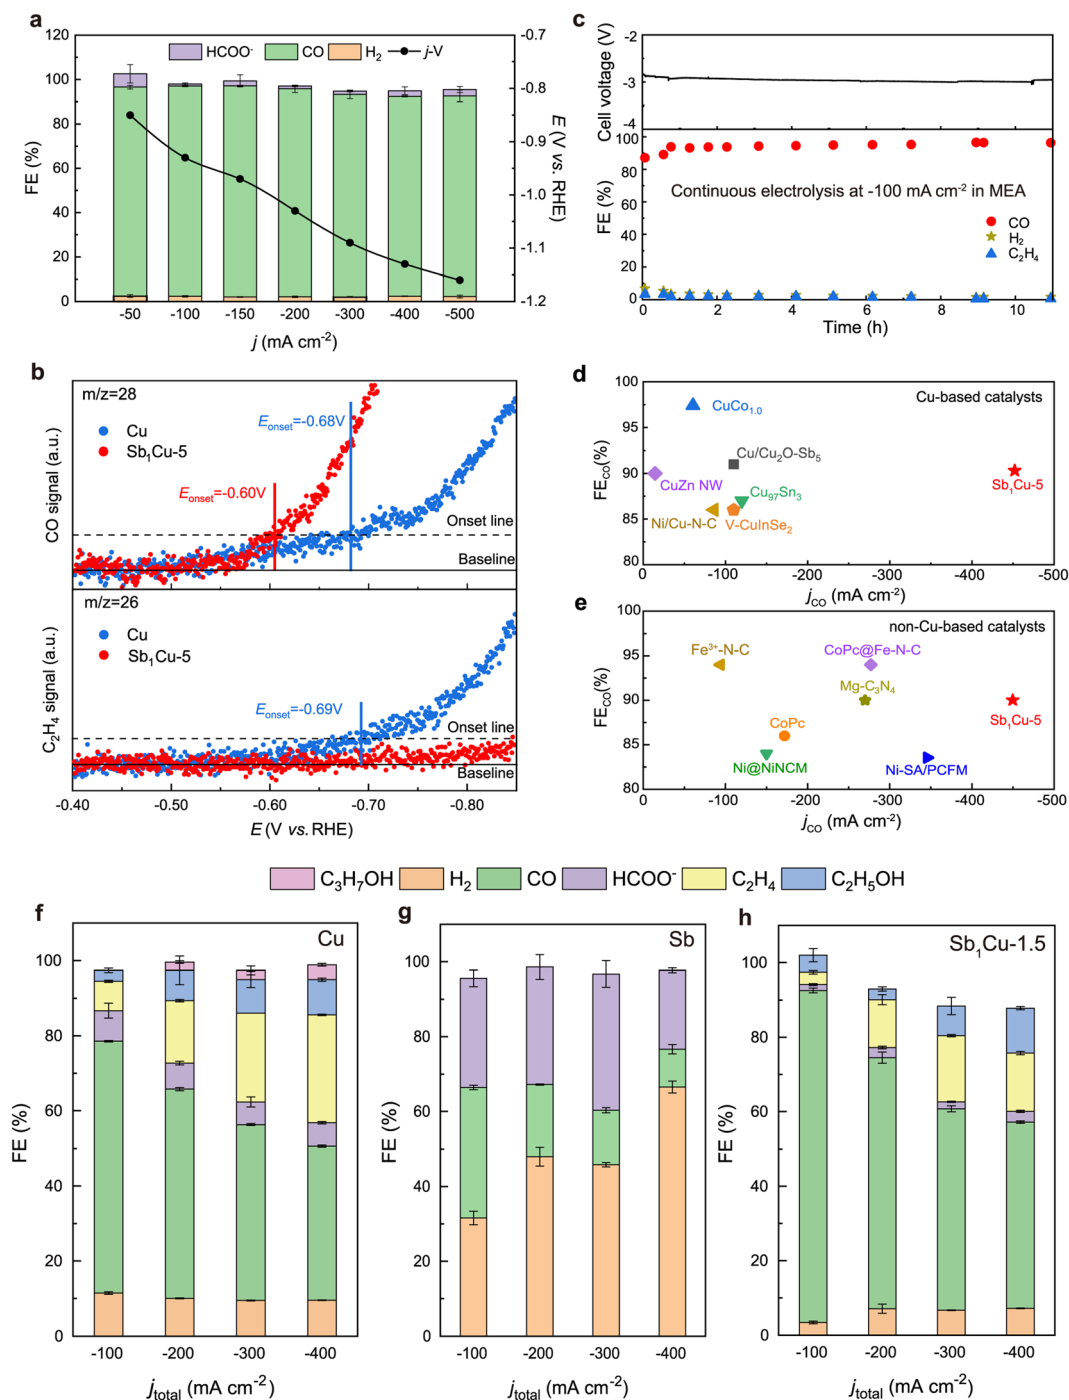 a
120
100
80
60
40
20
0
FE (%)
HCOO⁻ CO H₂ j-V
-0.7
-0.8
-0.9
-1.0
-1.1
-1.2
E (V vs. RHE)
-50 -100 -150 -200 -300 -400 -500
j (mA cm⁻²)
c
-2
-3
-4
Cell voltage (V)
100
80
60
40
20
0
FE (%)
Continuous electrolysis at -100 mA cm⁻² in MEA
CO
H₂
C₂H₄
0 2 4 6 8 10
Time (h)
b
m/z=28
Cu
Sb₁Cu-5
Eonset=-0.68V
Eonset=-0.60V
Onset line
Baseline
CO signal (a.u.)
m/z=26
Cu
Sb₁Cu-5
Eonset=-0.69V
Onset line
Baseline
C₂H₄ signal (a.u.)
-0.40 -0.50 -0.60 -0.70 -0.80
E (V vs. RHE)
d
100
95
90
85
80
FECO(%)
Cu-based catalysts
CuCo₁.₀
Cu/Cu₂O-Sb₅
CuZn NW
Cu₉₇Sn₃
Sb₁Cu-5
Ni/Cu-N-C
V-CuInSe₂
0 -100 -200 -300 -400 -500
jCO (mA cm⁻²)
e
100
95
90
85
80
FECO(%)
non-Cu-based catalysts
Fe³⁺-N-C
CoPc@Fe-N-C
Mg-C₃N₄
CoPc
Sb₁Cu-5
Ni@NiNCM
Ni-SA/PCFM
0 -100 -200 -300 -400 -500
jCO (mA cm⁻²)
C₃H₇OH H₂ CO HCOO⁻ C₂H₄ C₂H₅OH
f
Cu
100
80
60
40
20
0
FE (%)
-100 -200 -300 -400
jtotal (mA cm⁻²)
g
Sb
100
80
60
40
20
0
FE (%)
-100 -200 -300 -400
jtotal (mA cm⁻²)
h
Sb₁Cu-1.5
100
80
60
40
20
0
FE (%)
-100 -200 -300 -400
jtotal (mA cm⁻²)